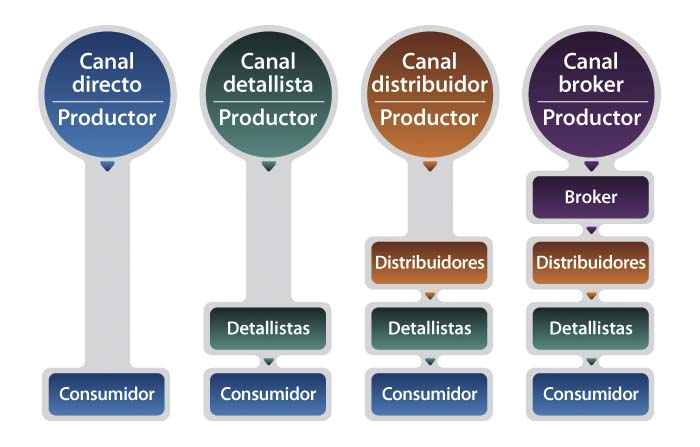 Canal
directo
Productor
Consumidor
Canal
detallista
Productor
Detallistas
Consumidor
Canal
distribuidor
Productor
Distribuidores
Detallistas
Consumidor
Canal
broker
Productor
Broker
Distribuidores
Detallistas
Consumidor